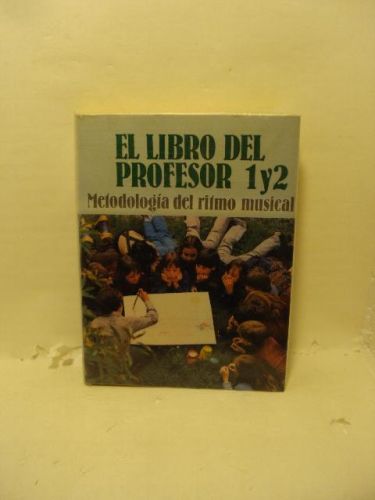 EL LIBRO DEL
PROFESOR 1y2
Metodología del ritmo musical